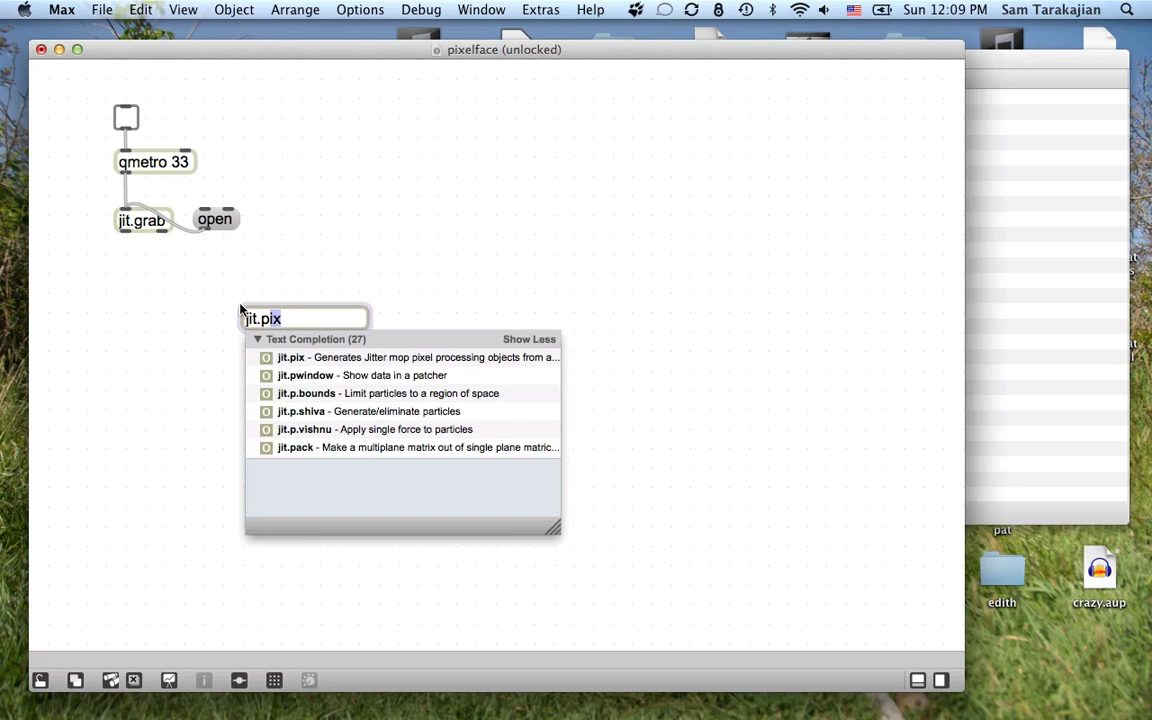 Max File Edit View Object Arrange Options Debug Window Extras Help Sun 12:09 PM Sam Tarakajian
pixelface (unlocked)
qmetro 33
jit.grab open
jit.pix
Text Completion (27) Show Less
jit.pix - Generates Jitter mop pixel processing objects from a...
jit.pwindow - Show data in a patcher
jit.p.bounds - Limit particles to a region of space
jit.p.shiva - Generate/eliminate particles
jit.p.vishnu - Apply single force to particles
jit.pack - Make a multiplane matrix out of single plane matric...
pat
edith crazy.aup